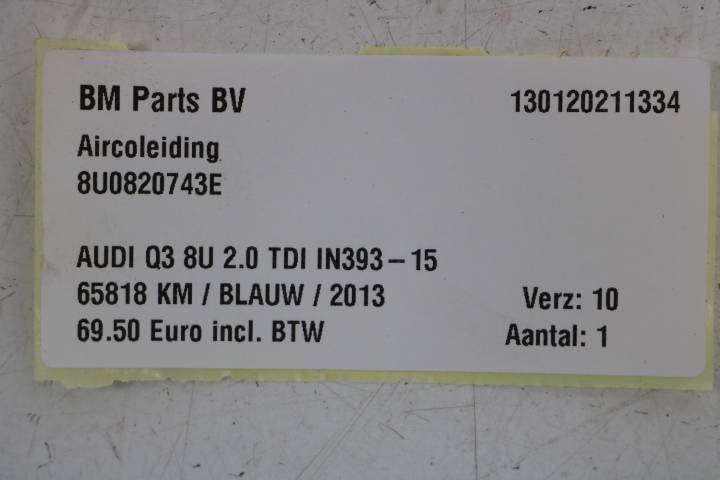 BM Parts BV 130120211334
Aircoleiding
8U0820743E
AUDI Q3 8U 2.0 TDI IN393-15
65818 KM / BLAUW / 2013 Verz: 10
69.50 Euro incl. BTW Aantal: 1